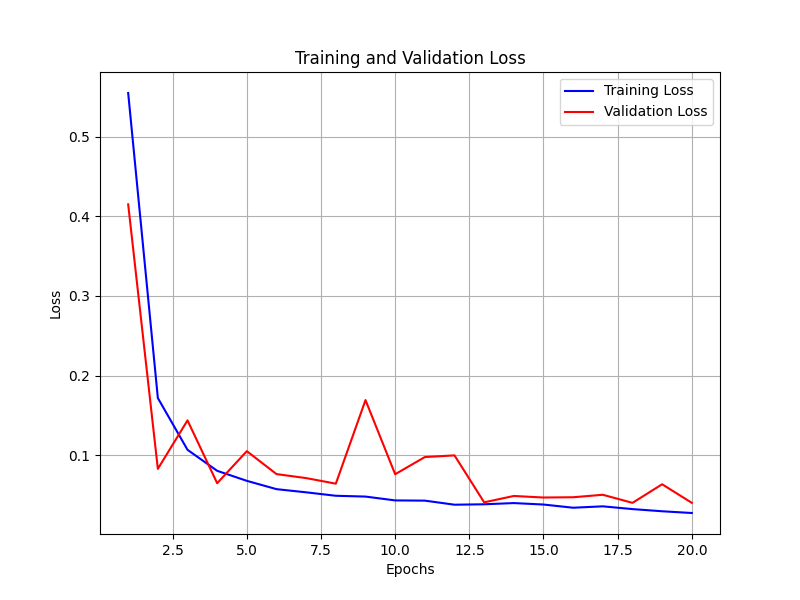 Training and Validation Loss
Training Loss
Validation Loss
0.5
0.4
0.3
0.2
0.1
Loss
2.5
5.0
7.5
10.0
12.5
15.0
17.5
20.0
Epochs